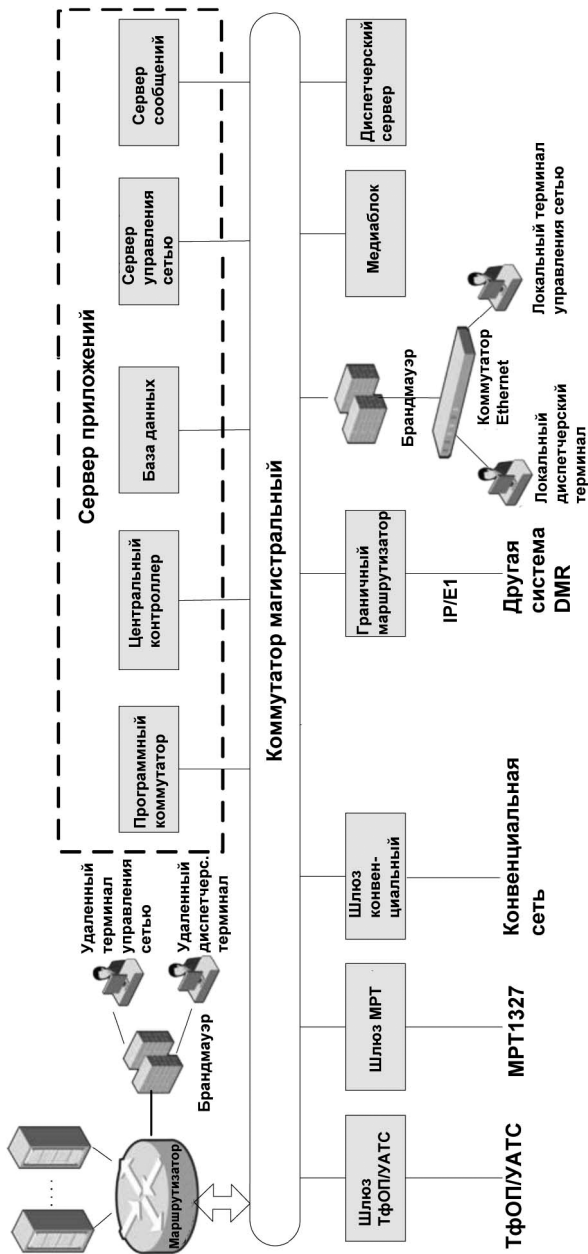 Сервер приложений
Программный
коммутатор
Центральный
контроллер
База данных
Сервер
управления
сетью
Сервер
сообщений
Удаленный
терминал
управления
сетью
Удаленный
диспетчерс.
терминал
Брандмауэр
Маршрутизатор
Коммутатор магистральный
Шлюз
ТфОП/УАТС
Шлюз МРТ
Шлюз
конвен-
циальный
Граничный
маршрутизатор
Брандмауэр
Медиаблок
Диспетчерский
сервер
IP/E1
Коммутатор
Ethernet
ТфОП/УАТС
МРТ1327
Конвенциальная
сеть
Другая
система
DMR
Локальный
диспетчерский
терминал
Локальный терминал
управления сетью